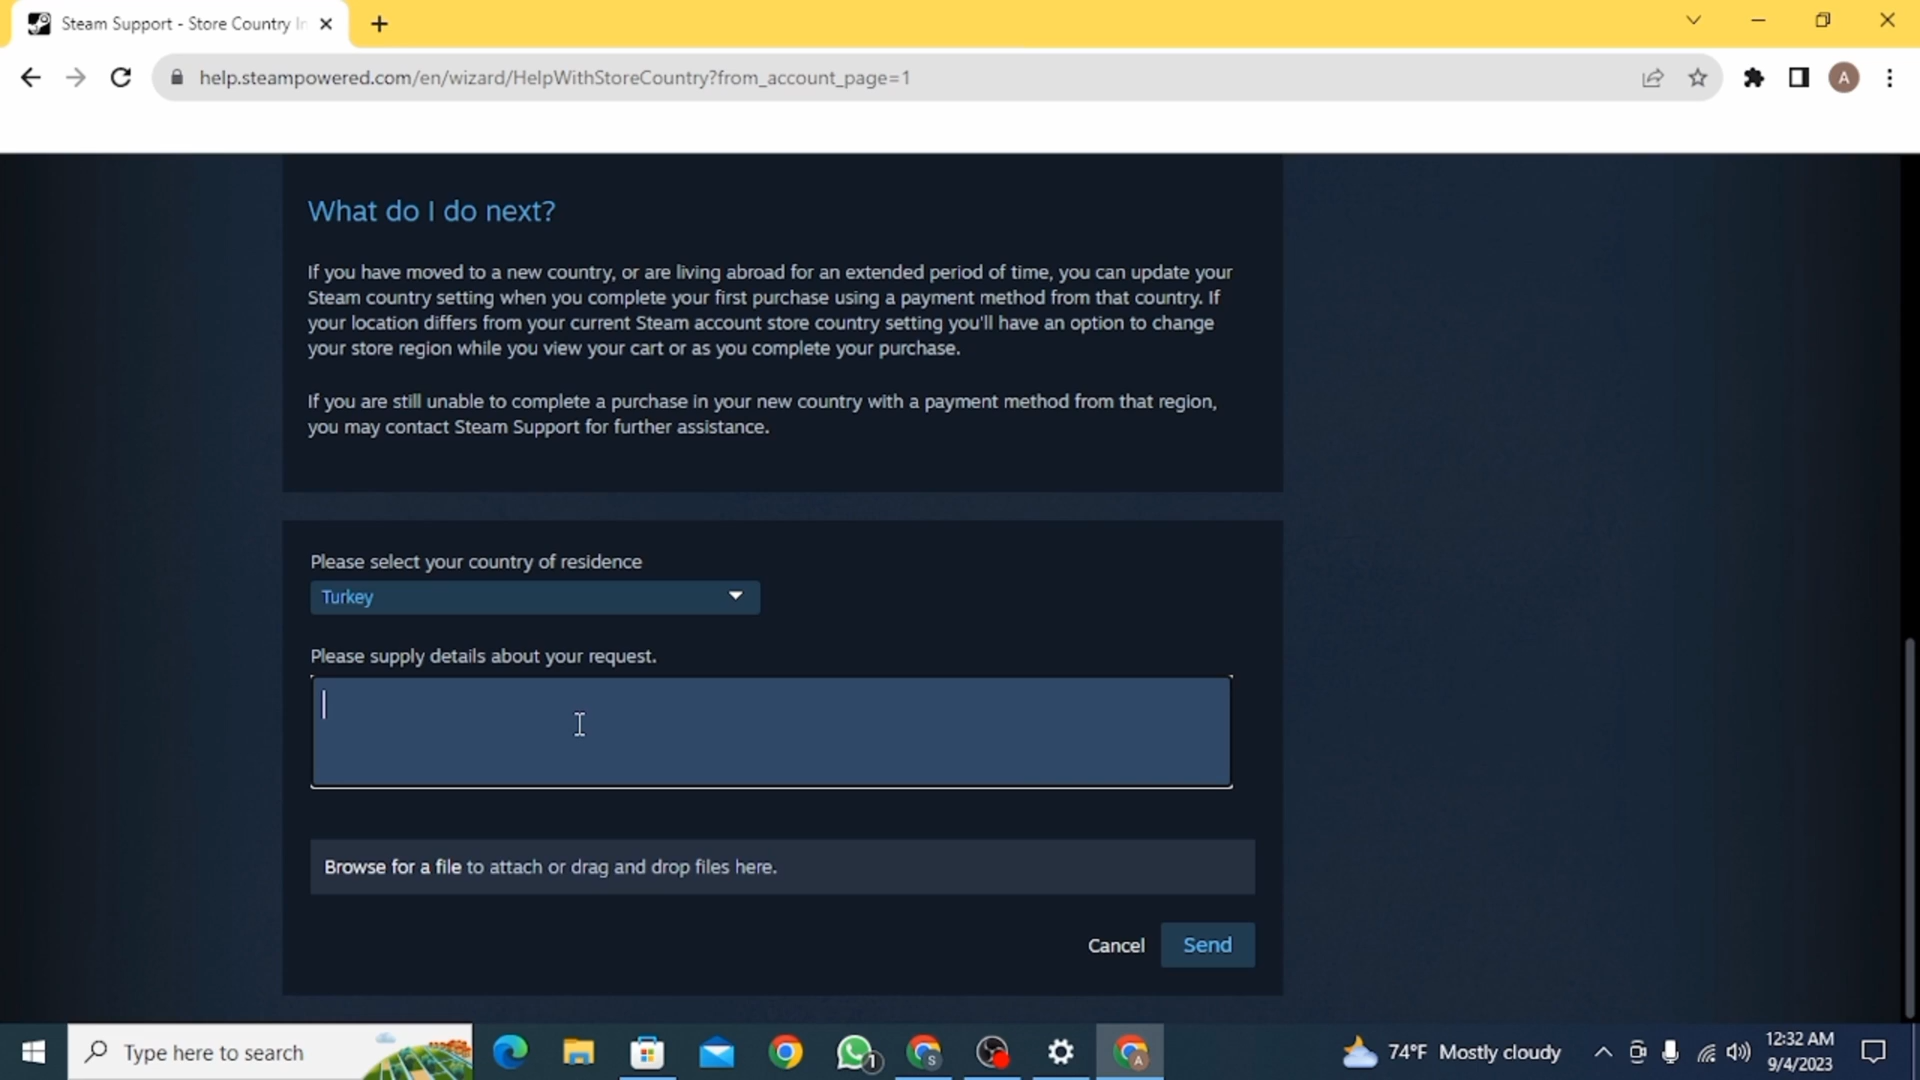 Steam Support - Store Country In
help.steampowered.com/en/wizard/HelpWithStoreCountry?from_account_page=1
A
What do I do next?
If you have moved to a new country, or are living abroad for an extended period of time, you can update your
Steam country setting when you complete your first purchase using a payment method from that country. If
your location differs from your current Steam account store country setting you'll have an option to change
your store region while you view your cart or as you complete your purchase.
If you are still unable to complete a purchase in your new country with a payment method from that region,
you may contact Steam Support for further assistance.
Please select your country of residence
Turkey
Please supply details about your request.
Browse for a file to attach or drag and drop files here.
Cancel
Send
Type here to search
1
S
A
74°F Mostly cloudy
12:32 AM
9/4/2023